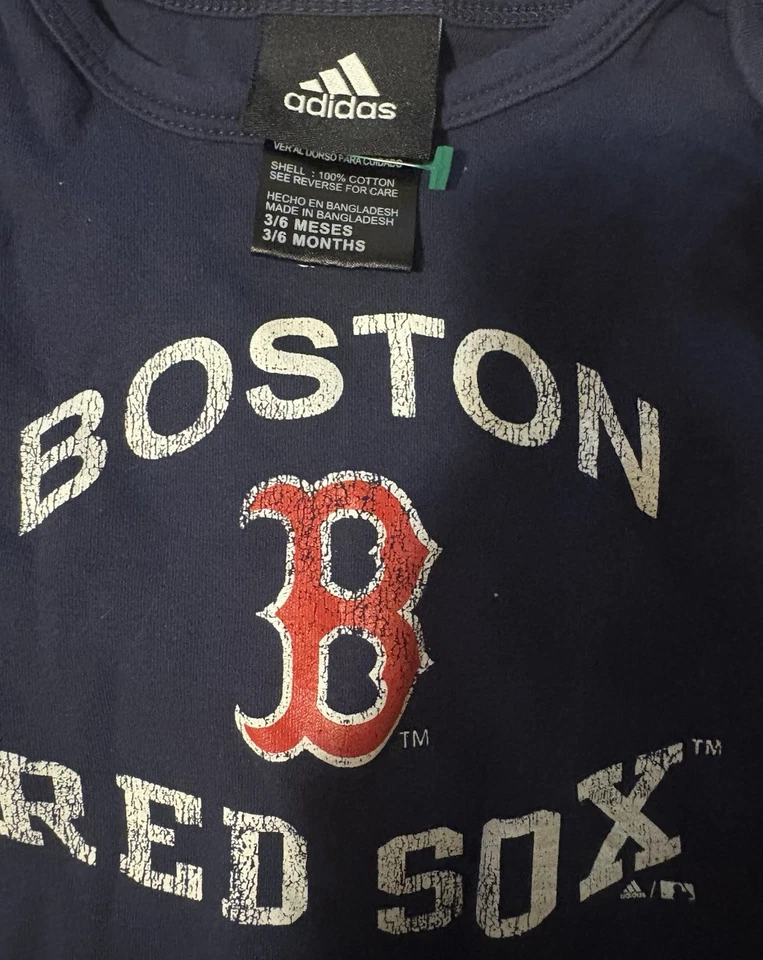 adidas
VER AL DORSO PARA CUIDADO
SHELL : 100% COTTON
SEE REVERSE FOR CARE
HECHO EN BANGLADESH
MADE IN BANGLADESH
3/6 MESES
3/6 MONTHS
BOSTON
B TM
RED SOX TM
adidas